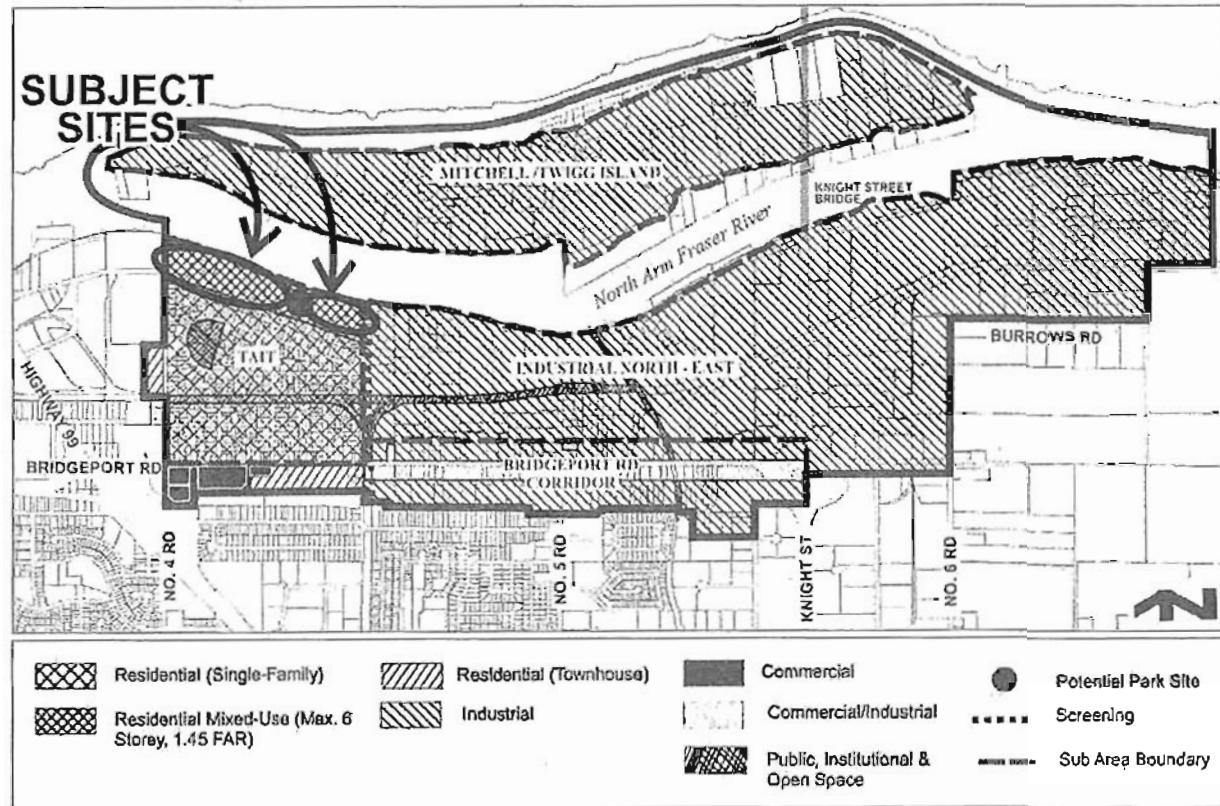 SUBJECT
SITES
MITCHELL / TWIGG ISLAND
KNIGHT STREET
BRIDGE
North Arm Fraser River
TAIT
HIGHWAY 99
INDUSTRIAL NORTH - EAST
BURROWS RD
BRIDGEPORT RD
BRIDGEPORT RD
CORRIDOR
NO. 4 RD
NO. 5 RD
KNIGHT ST
NO. 6 RD
Residential (Single-Family)
Residential Mixed-Use (Max. 6
Storey, 1.45 FAR)
Residential (Townhouse)
Industrial
Commercial
Commercial/Industrial
Public, Institutional &
Open Space
Potential Park Site
Screening
Sub Area Boundary